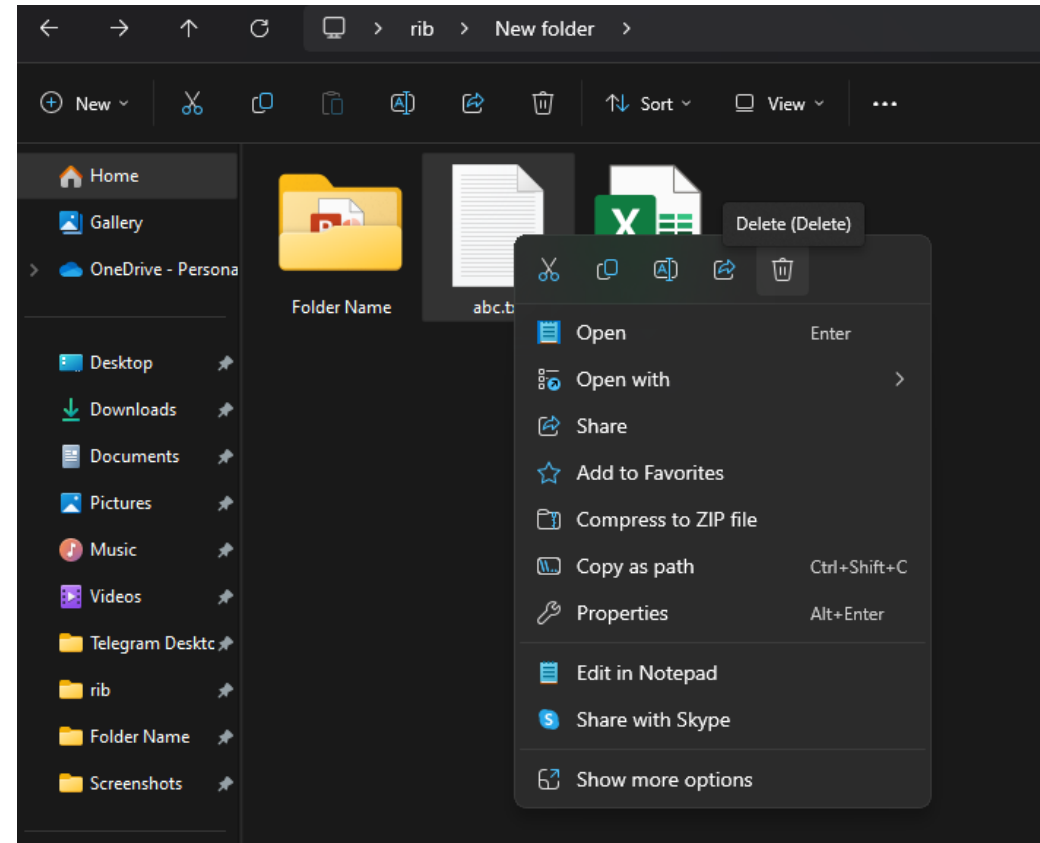 rib > New folder >
New
Sort
View
...
Home
Gallery
OneDrive - Persona
Desktop
Downloads
Documents
Pictures
Music
Videos
Telegram Desktc
rib
Folder Name
Screenshots
Folder Name
abc.t
X
Delete (Delete)
Open Enter
Open with
Share
Add to Favorites
Compress to ZIP file
Copy as path Ctrl+Shift+C
Properties Alt+Enter
Edit in Notepad
Share with Skype
Show more options